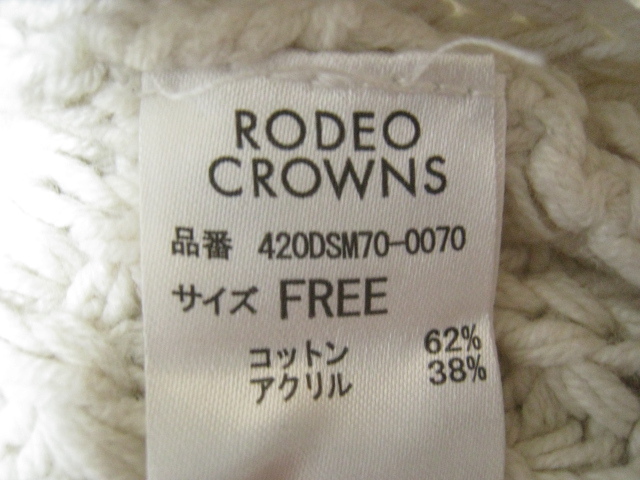 RODEO
CROWNS
品番 420DSM70-0070
サイズ FREE
コットン 62%
アクリル 38%